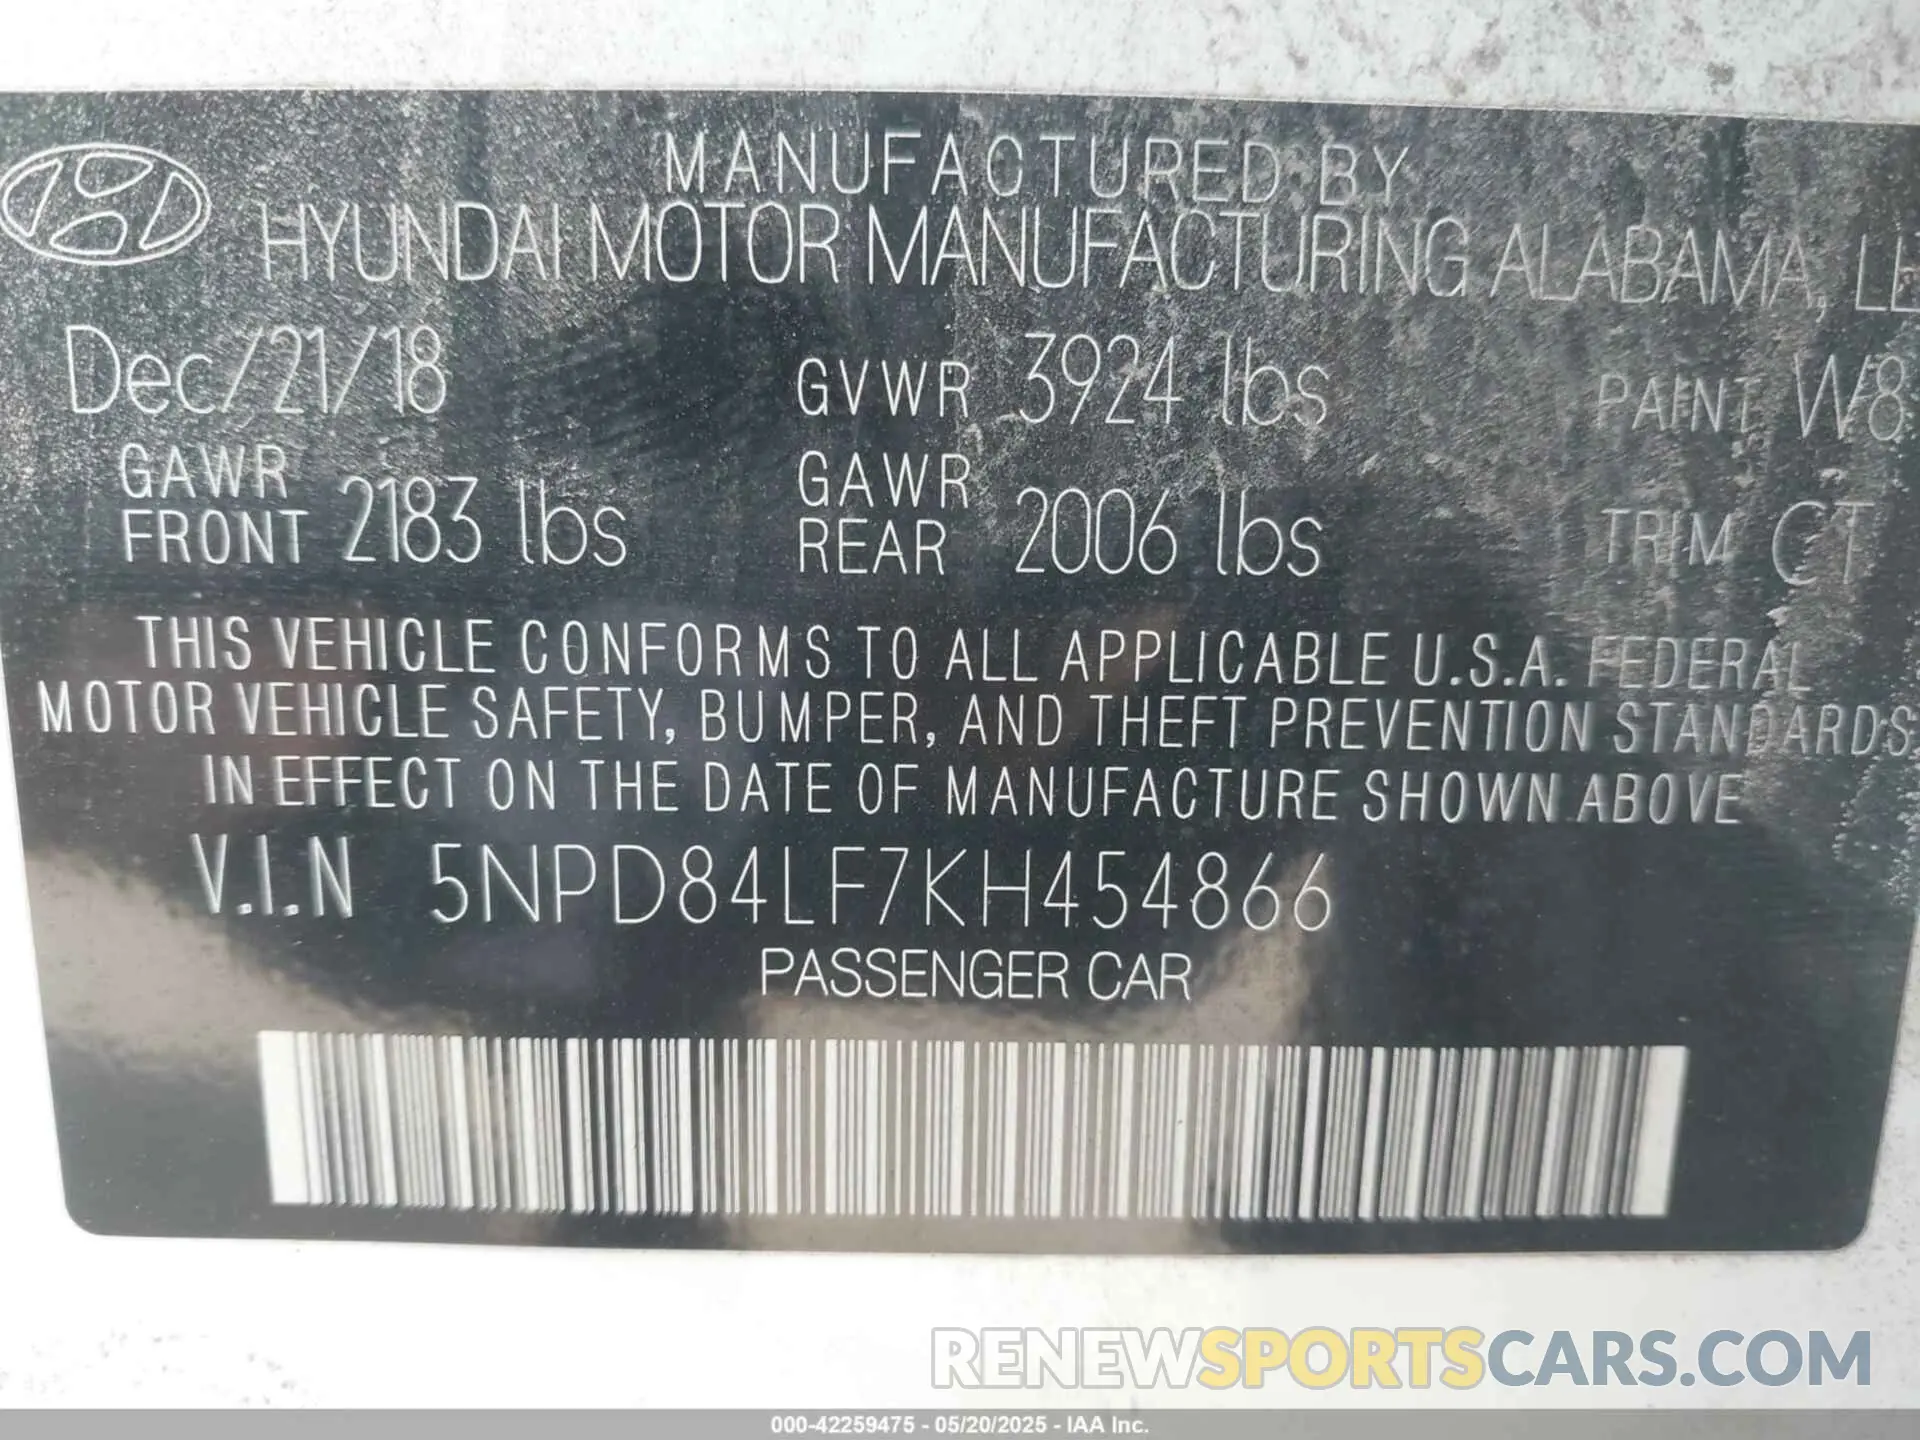 MANUFACTURED BY
HYUNDAI MOTOR MANUFACTURING ALABAMA,
Dec/21/18 GVWR 3924 lbs PAINT W8
GAWR FRONT 2183 lbs GAWR REAR 2006 lbs TRIM CT
THIS VEHICLE CONFORMS TO ALL APPLICABLE U.S.A. FEDERAL
MOTOR VEHICLE SAFETY, BUMPER, AND THEFT PREVENTION STANDARDS
IN EFFECT ON THE DATE OF MANUFACTURE SHOWN ABOVE
V.I.N 5NPD84LF7KH454866
PASSENGER CAR
RENEWSPORTSCARS.COM
000-42259475 - 05/20/2025 - IAA Inc.